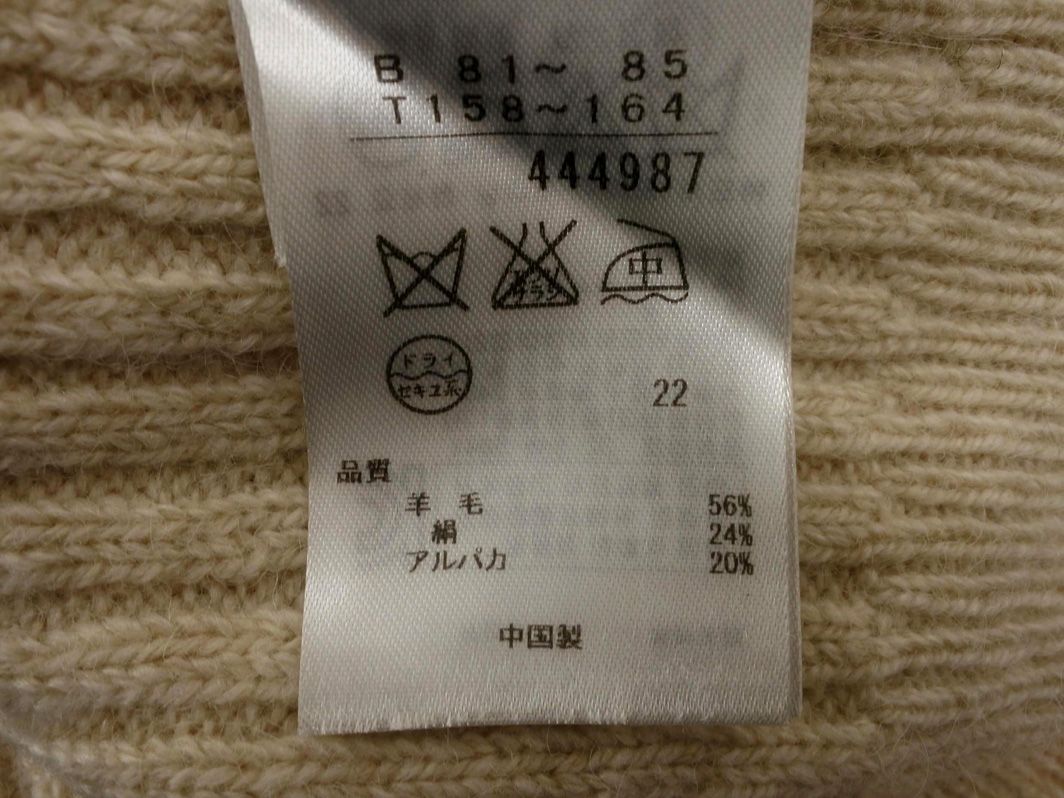 B 81～ 85
T158～164
444987
中
ドライ
セキユ系
22
品質
羊毛 56%
絹 24%
アルパカ 20%
中国製